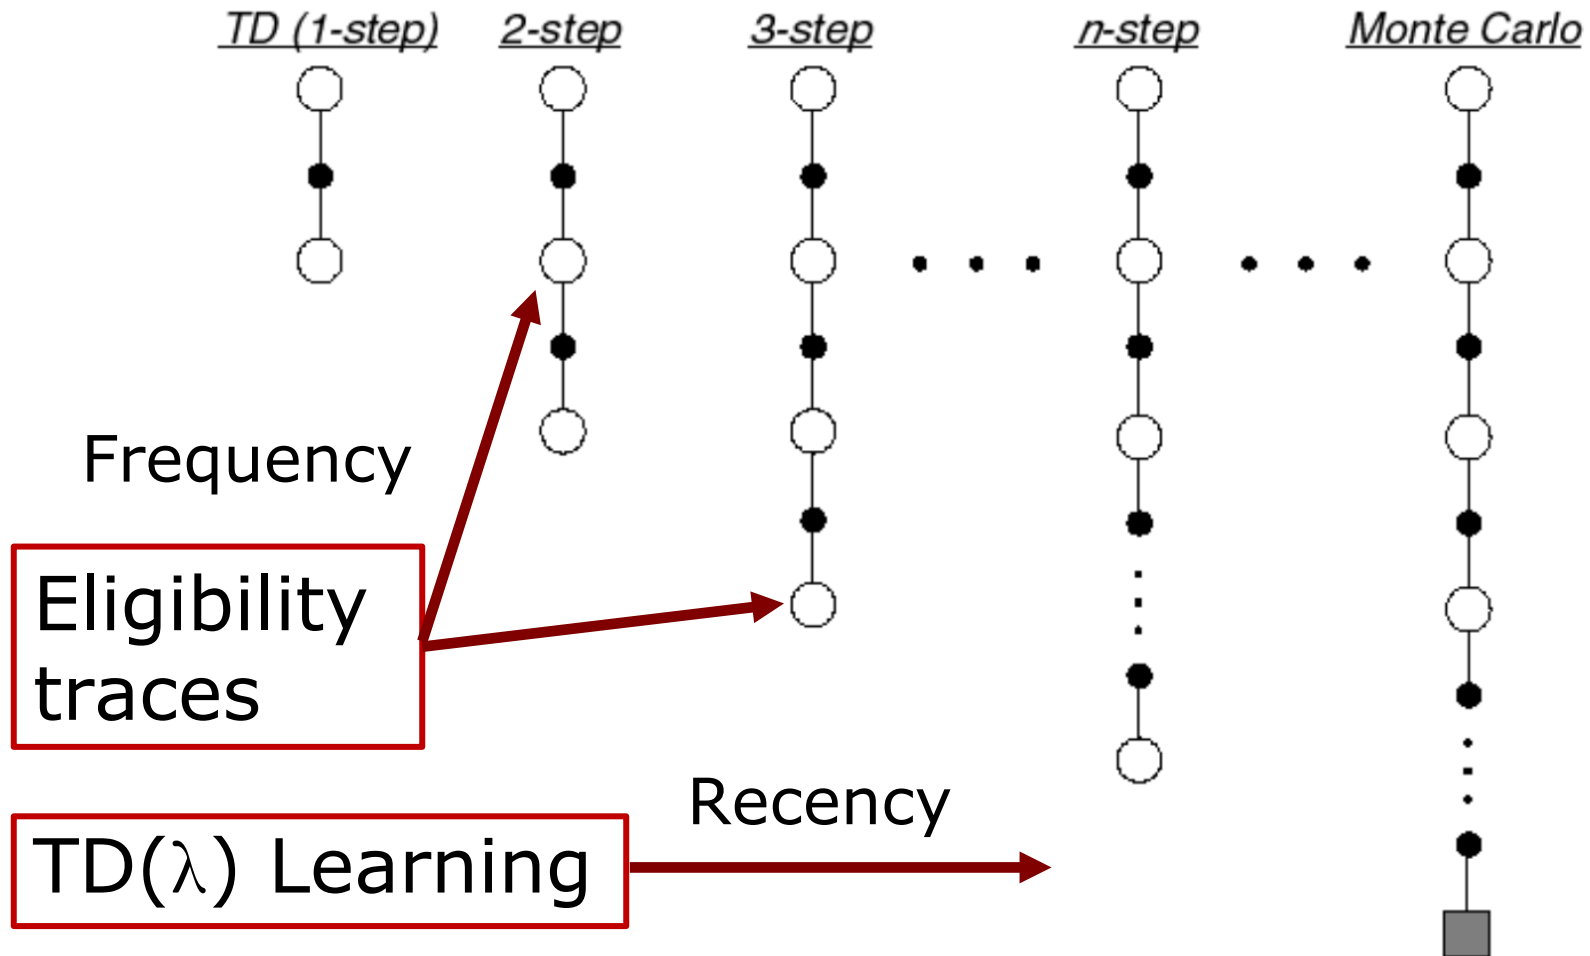 TD (1-step) 2-step 3-step n-step Monte Carlo
Frequency
Eligibility
traces
Recency
TD(λ) Learning